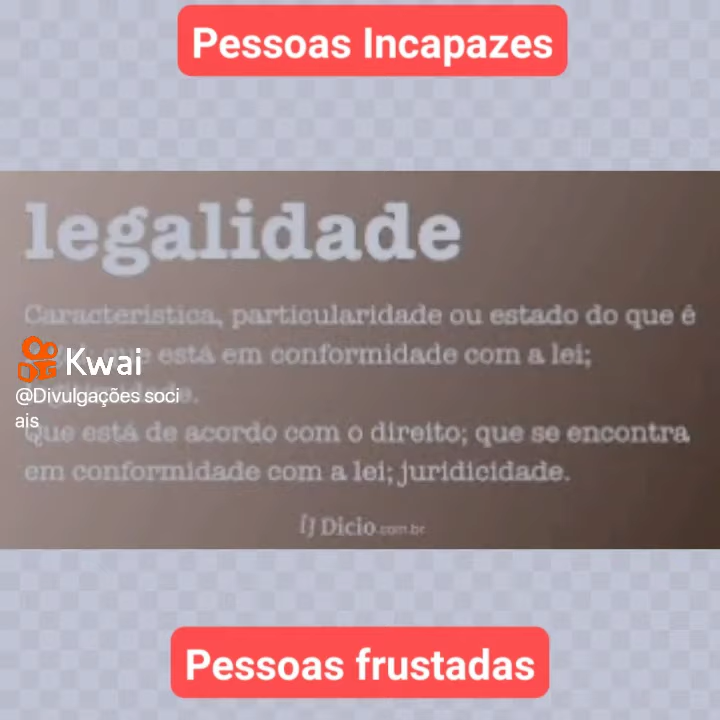 Pessoas Incapazes
legalidade
Característica, particularidade ou estado do que é
está em conformidade com a lei;
Kwai
@Divulgações soci
ais
Que está de acordo com o direito; que se encontra
em conformidade com a lei; juridicidade.
Dicio.com.br
Pessoas frustadas